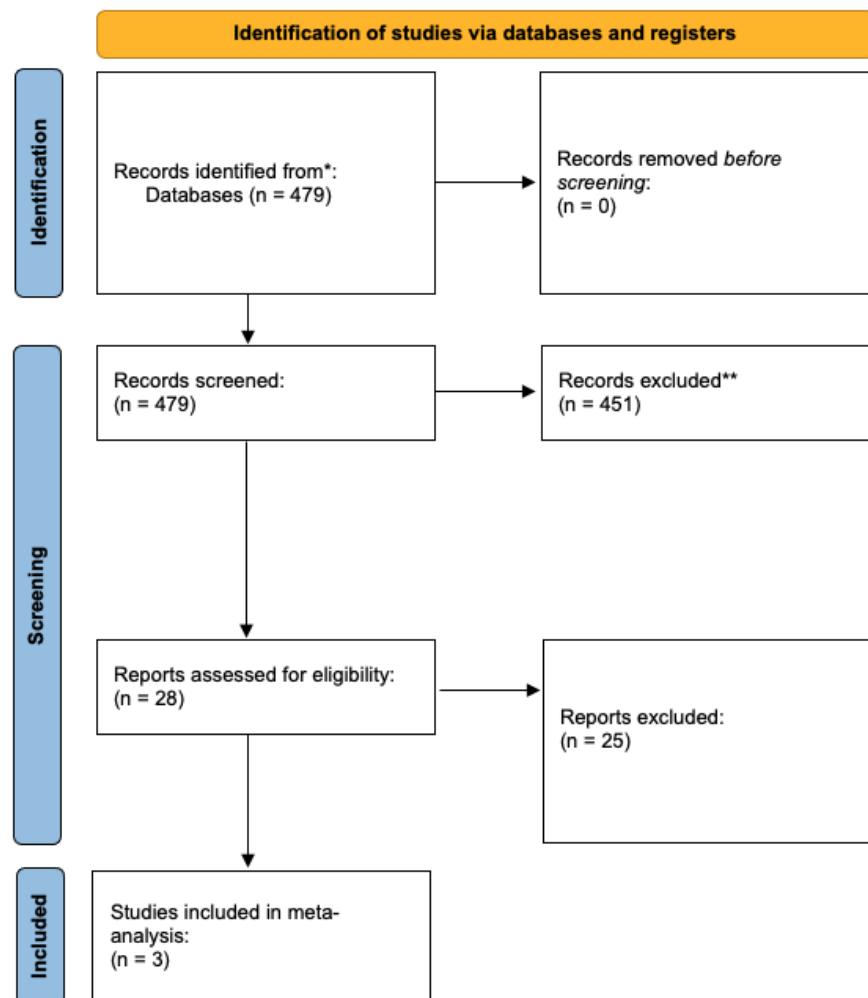 Identification of studies via databases and registers
Identification
Records identified from*:
Databases (n = 479)
Records removed before
screening:
(n = 0)
Screening
Records screened:
(n = 479)
Records excluded**
(n = 451)
Reports assessed for eligibility:
(n = 28)
Reports excluded:
(n = 25)
Included
Studies included in meta-
analysis:
(n = 3)